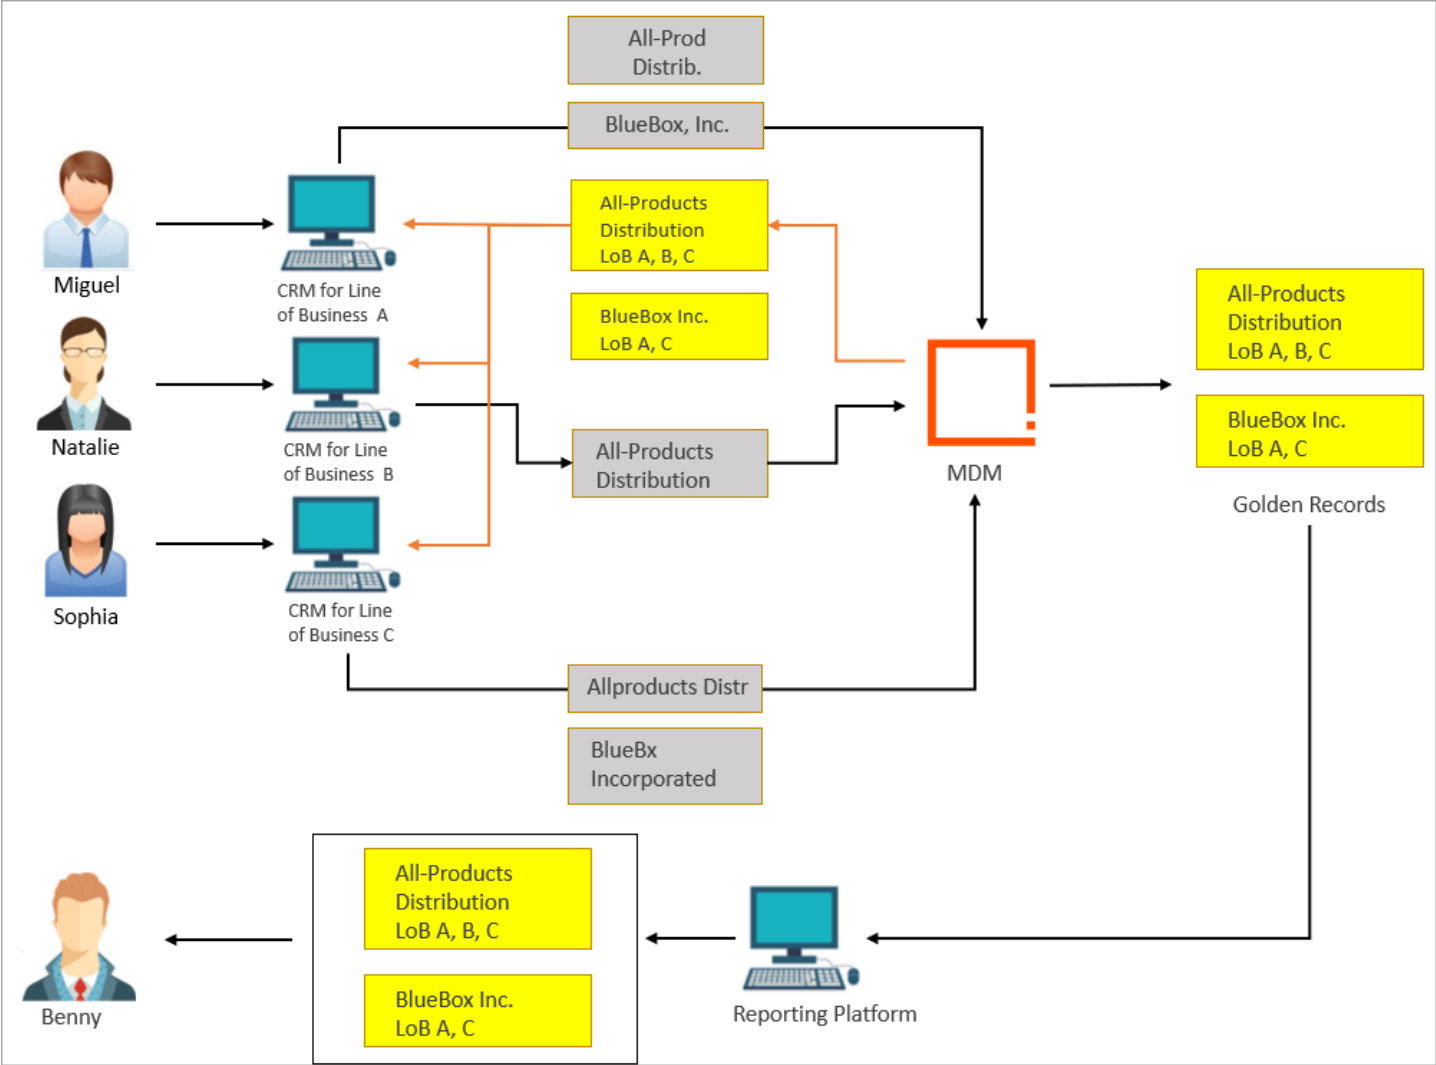 All-Prod
Distrib.
BlueBox, Inc.
Miguel
CRM for Line
of Business A
All-Products
Distribution
LoB A, B, C
BlueBox Inc.
LoB A, C
Natalie
CRM for Line
of Business B
All-Products
Distribution
MDM
All-Products
Distribution
LoB A, B, C
BlueBox Inc.
LoB A, C
Golden Records
Sophia
CRM for Line
of Business C
Allproducts Distr
BlueBx
Incorporated
All-Products
Distribution
LoB A, B, C
BlueBox Inc.
LoB A, C
Benny
Reporting Platform